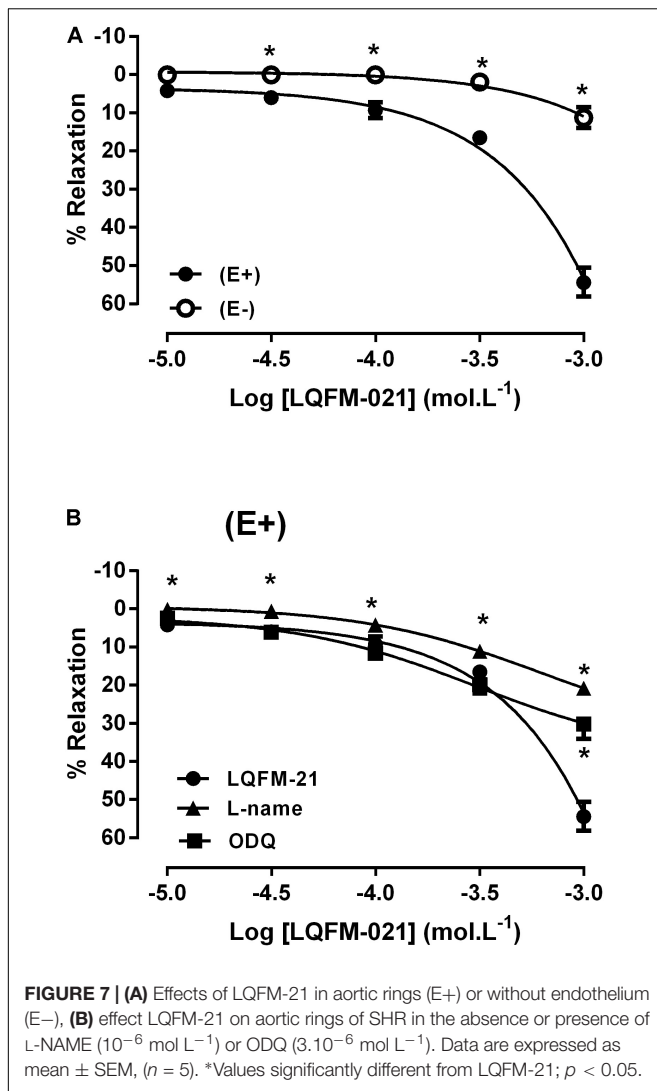 A
-10
0
10
20
30
40
50
60
% Relaxation
* * * *
(E+)
(E-)
-5.0 -4.5 -4.0 -3.5 -3.0
Log [LQFM-021] (mol.L⁻¹)
B
(E+)
-10
0
10
20
30
40
50
60
% Relaxation
* * * * *
*
LQFM-21
L-name
ODQ
-5.0 -4.5 -4.0 -3.5 -3.0
Log [LQFM-021] (mol.L⁻¹)
FIGURE 7 | (A) Effects of LQFM-21 in aortic rings (E+) or without endothelium
(E−), (B) effect LQFM-21 on aortic rings of SHR in the absence or presence of
L-NAME (10⁻⁶ mol L⁻¹) or ODQ (3.10⁻⁶ mol L⁻¹). Data are expressed as
mean ± SEM, (n = 5). *Values significantly different from LQFM-21; p < 0.05.